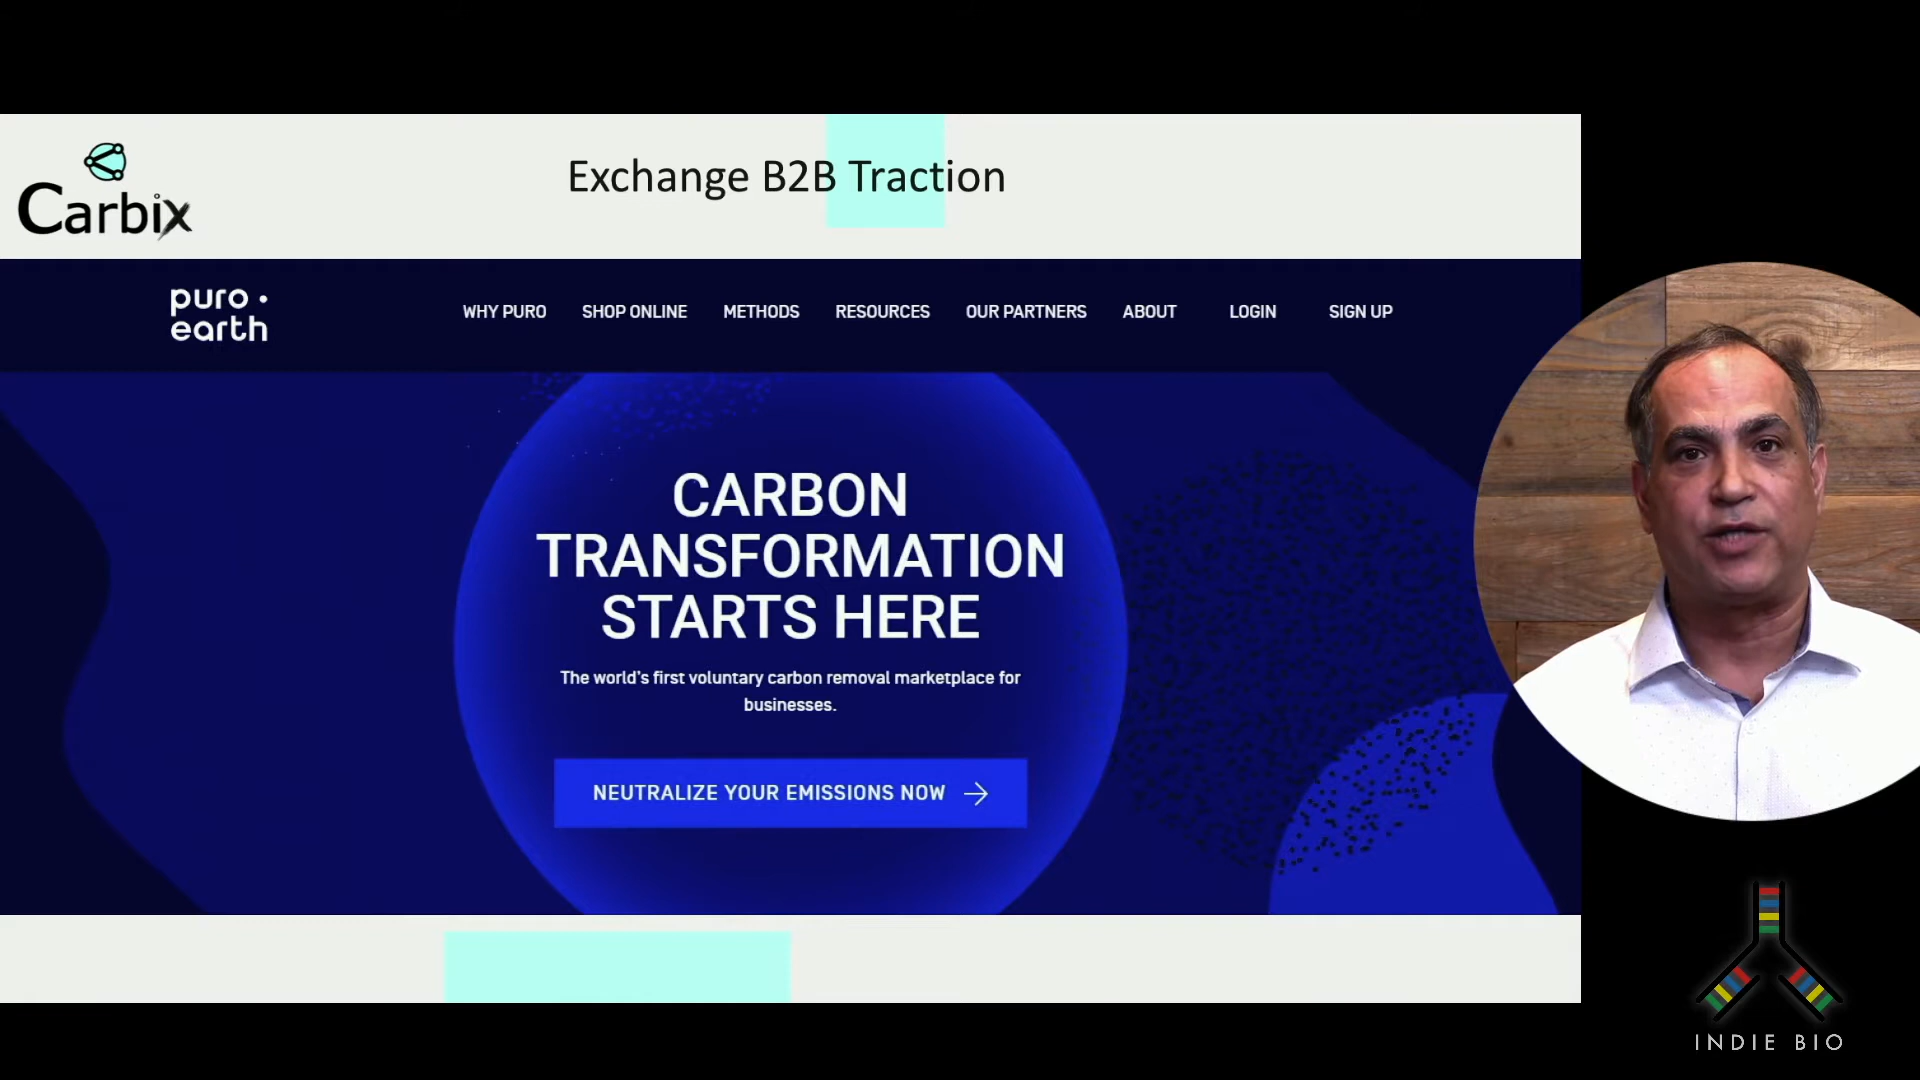 Carbix
Exchange B2B Traction
puro ·
earth
WHY PURO SHOP ONLINE METHODS RESOURCES OUR PARTNERS ABOUT LOGIN SIGN UP
CARBON
TRANSFORMATION
STARTS HERE
The world's first voluntary carbon removal marketplace for
businesses.
NEUTRALIZE YOUR EMISSIONS NOW
INDIE BIO